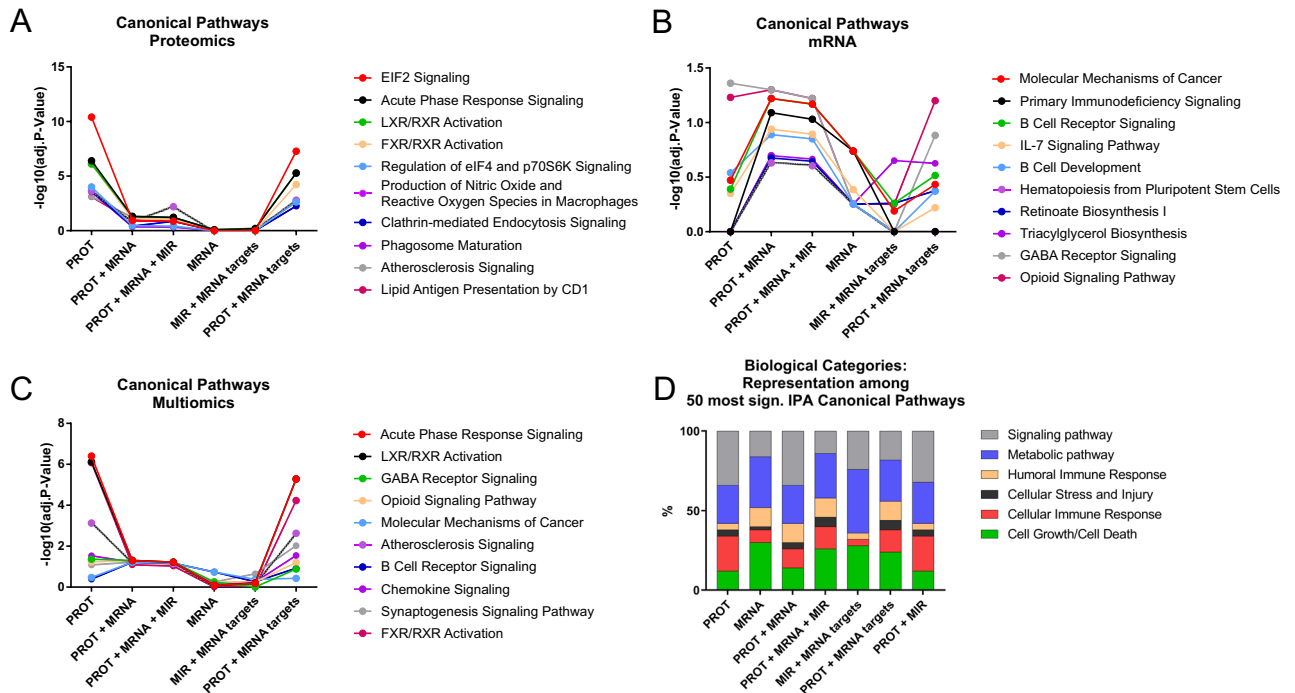 A
Canonical Pathways
Proteomics
-log10(adj.P-Value)
15
10
5
0
PROT
PROT + MRNA
PROT + MRNA + MIR
MRNA
MIR + MRNA targets
PROT + MRNA targets
EIF2 Signaling
Acute Phase Response Signaling
LXR/RXR Activation
FXR/RXR Activation
Regulation of eIF4 and p70S6K Signaling
Production of Nitric Oxide and
Reactive Oxygen Species in Macrophages
Clathrin-mediated Endocytosis Signaling
Phagosome Maturation
Atherosclerosis Signaling
Lipid Antigen Presentation by CD1
B
Canonical Pathways
mRNA
-log10(adj.P-Value)
1.5
1.0
0.5
0.0
PROT
PROT + MRNA
PROT + MRNA + MIR
MRNA
MIR + MRNA targets
PROT + MRNA targets
Molecular Mechanisms of Cancer
Primary Immunodeficiency Signaling
B Cell Receptor Signaling
IL-7 Signaling Pathway
B Cell Development
Hematopoiesis from Pluripotent Stem Cells
Retinoate Biosynthesis I
Triacylglycerol Biosynthesis
GABA Receptor Signaling
Opioid Signaling Pathway
C
Canonical Pathways
Multiomics
-log10(adj.P-Value)
8
6
4
2
0
PROT
PROT + MRNA
PROT + MRNA + MIR
MRNA
MIR + MRNA targets
PROT + MRNA targets
Acute Phase Response Signaling
LXR/RXR Activation
GABA Receptor Signaling
Opioid Signaling Pathway
Molecular Mechanisms of Cancer
Atherosclerosis Signaling
B Cell Receptor Signaling
Chemokine Signaling
Synaptogenesis Signaling Pathway
FXR/RXR Activation
D
Biological Categories:
Representation among
50 most sign. IPA Canonical Pathways
%
100
50
0
PROT
MRNA
PROT + MRNA
PROT + MRNA + MIR
MIR + MRNA targets
PROT + MRNA targets
PROT + MIR
Signaling pathway
Metabolic pathway
Humoral Immune Response
Cellular Stress and Injury
Cellular Immune Response
Cell Growth/Cell Death